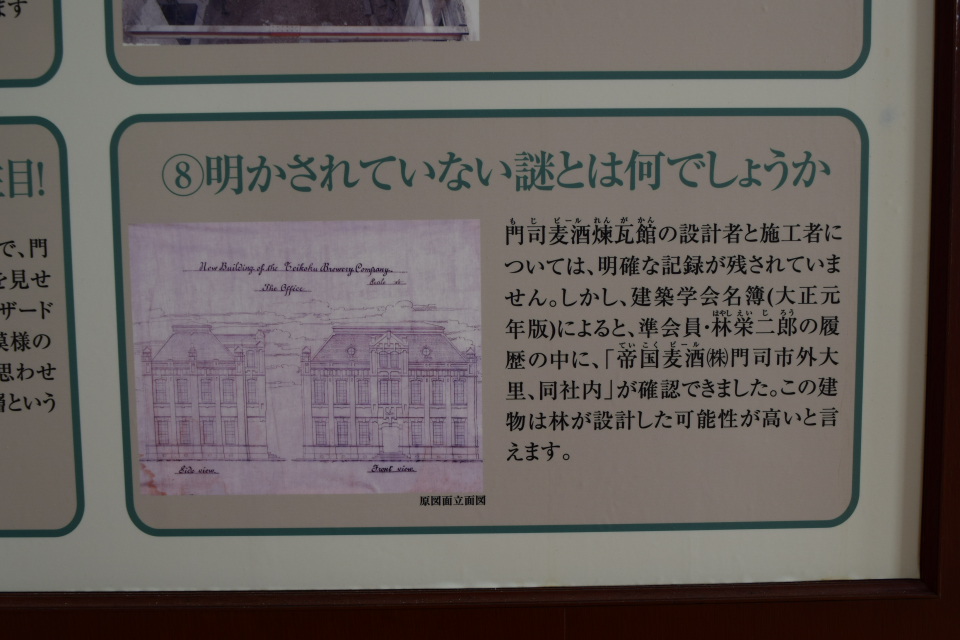 ます
目!
で、門
を見せ
ザード
模様の
思わせ
層という
⑧明かされていない謎とは何でしょうか
New Building of the Teikoku Brewery Company.
The Office
Side view.
Front view.
原図面立面図
門司麦酒煉瓦館の設計者と施工者に
ついては、明確な記録が残されていま
せん。しかし、建築学会名簿(大正元
年版)によると、準会員・林栄二郎の履
歴の中に、「帝国麦酒㈱門司市外大
里、同社内」が確認できました。この建
物は林が設計した可能性が高いと言
えます。